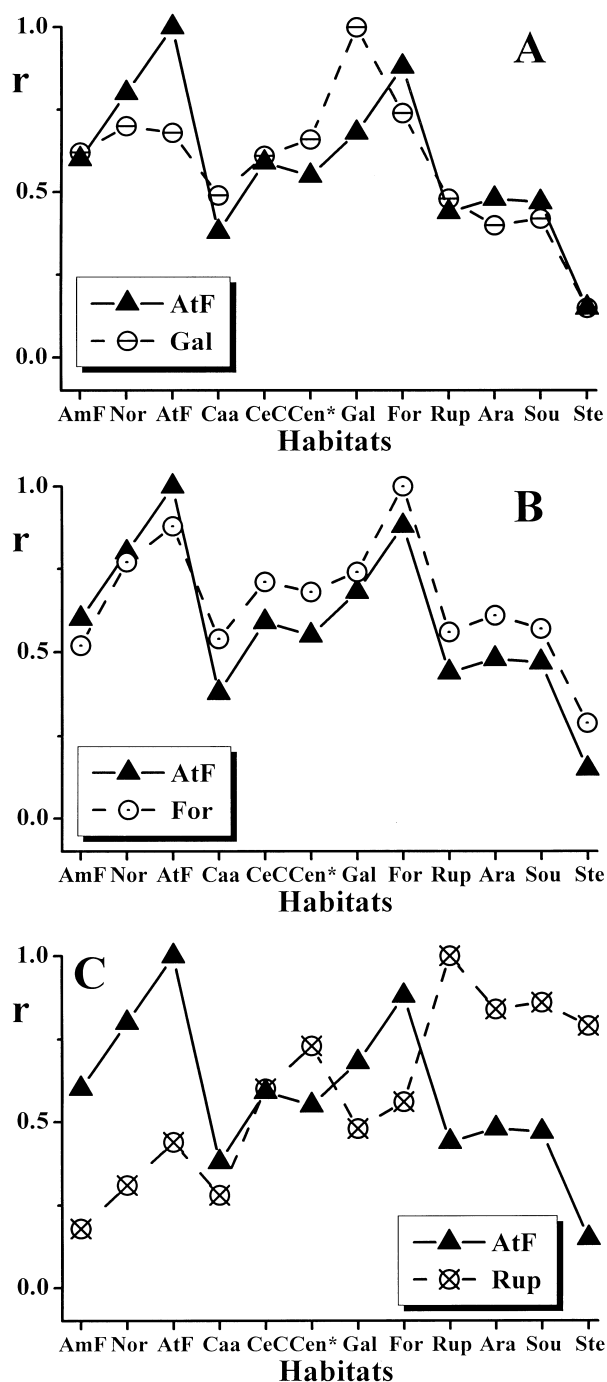 A
1.0
r
0.5
0.0
AtF
Gal
AmF Nor AtF Caa CeC Cen* Gal For Rup Ara Sou Ste
Habitats
B
1.0
r
0.5
0.0
AtF
For
AmF Nor AtF Caa CeC Cen* Gal For Rup Ara Sou Ste
Habitats
C
1.0
r
0.5
0.0
AtF
Rup
AmF Nor AtF Caa CeC Cen* Gal For Rup Ara Sou Ste
Habitats